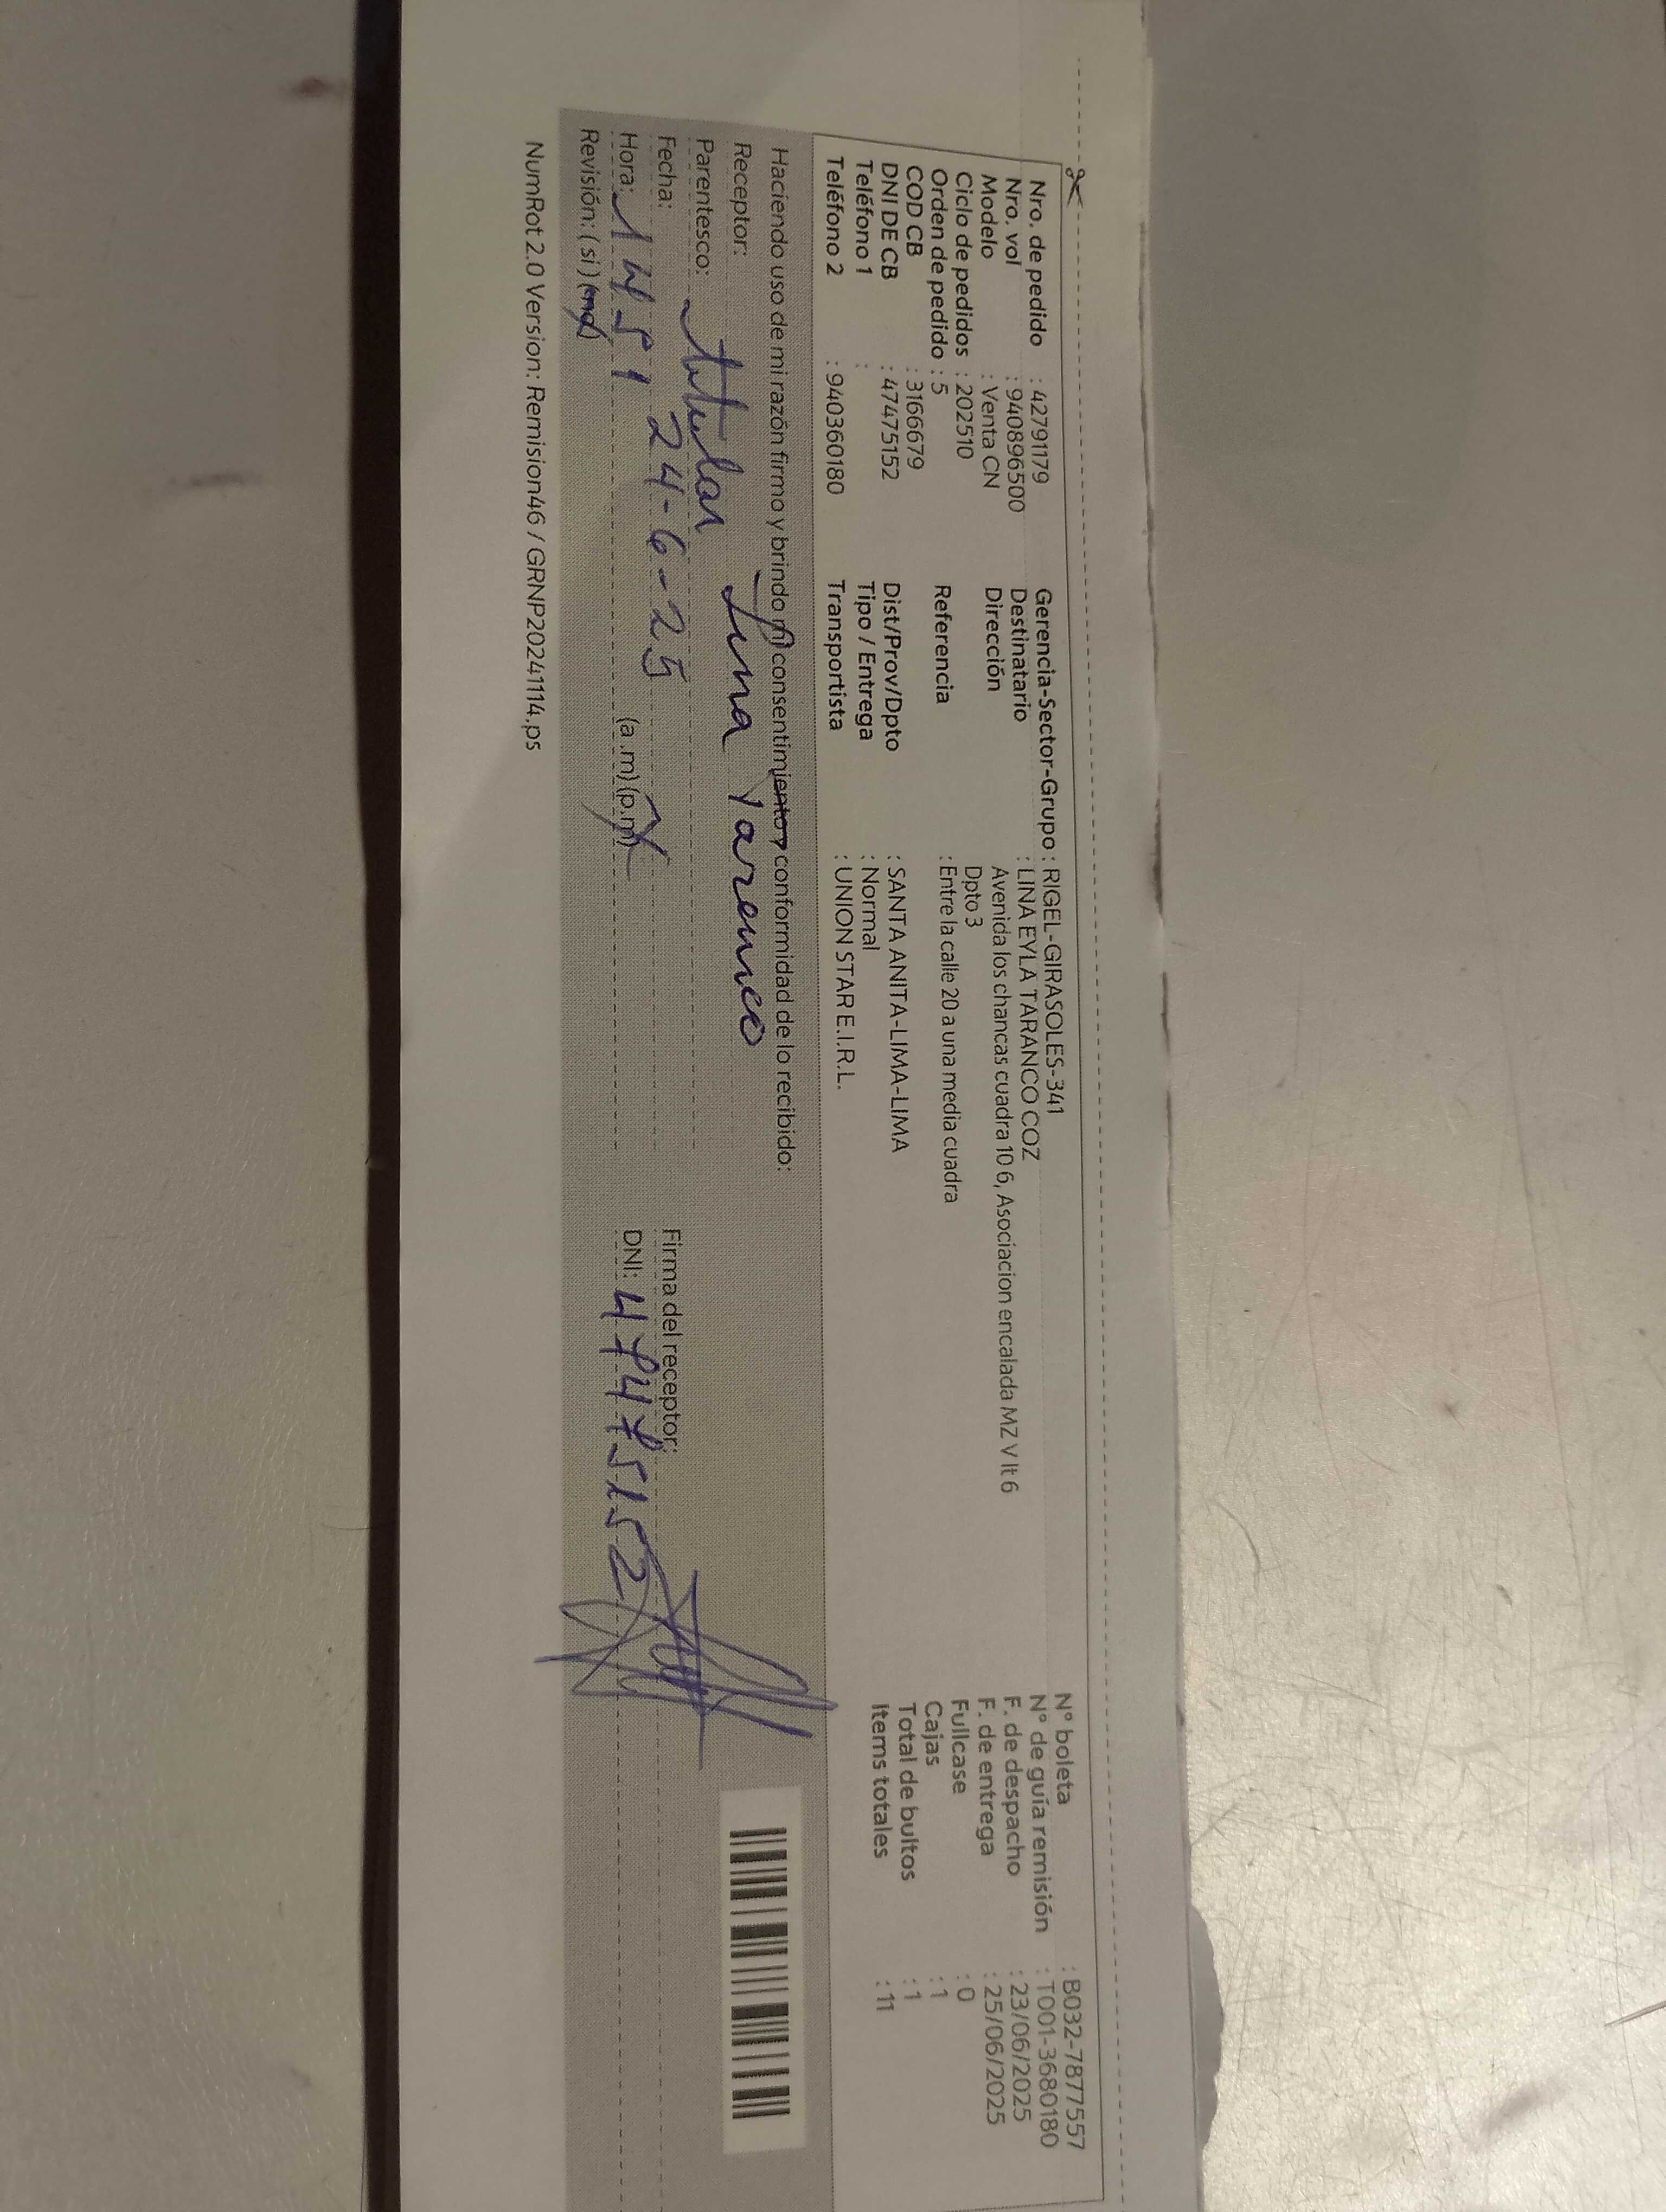 Nro. de pedido : 42791179
Nro. vol : 940896500
Modelo : Venta CN
Ciclo de pedidos : 202510
Orden de pedido : 5
COD CB : 3166679
DNI DE CB : 47475152
Teléfono 1 :
Teléfono 2 : 940360180
Gerencia-Sector-Grupo : RIGEL-GIRASOLES-341
Destinatario : LINA EYLA TARANCO COZ
Dirección Avenida los chancas cuadra 10 6, Asociacion encalada MZ V lt 6
Dpto 3
Referencia : Entre la calle 20 a una media cuadra
Dist/Prov/Dpto : SANTA ANITA-LIMA-LIMA
Tipo / Entrega : Normal
Transportista : UNION STAR E.I.R.L.
N° boleta : B032-7877557
N° de guía remisión : T001-3680180
F. de despacho : 23/06/2025
F. de entrega : 25/06/2025
Fullcase : 0
Cajas : 1
Total de bultos : 1
Items totales : 11
Haciendo uso de mi razón firmo y brindo mi consentimiento y conformidad de lo recibido:
Receptor: Lina Taranco
Parentesco: titular
Fecha: 24-6-25
Hora: 1451 (a.m) (p.m)
Revisión: ( si ) (no)
Firma del receptor:
DNI: 47475152
NumRot 2.0 Version: Remision46 / GRNP20241114.ps